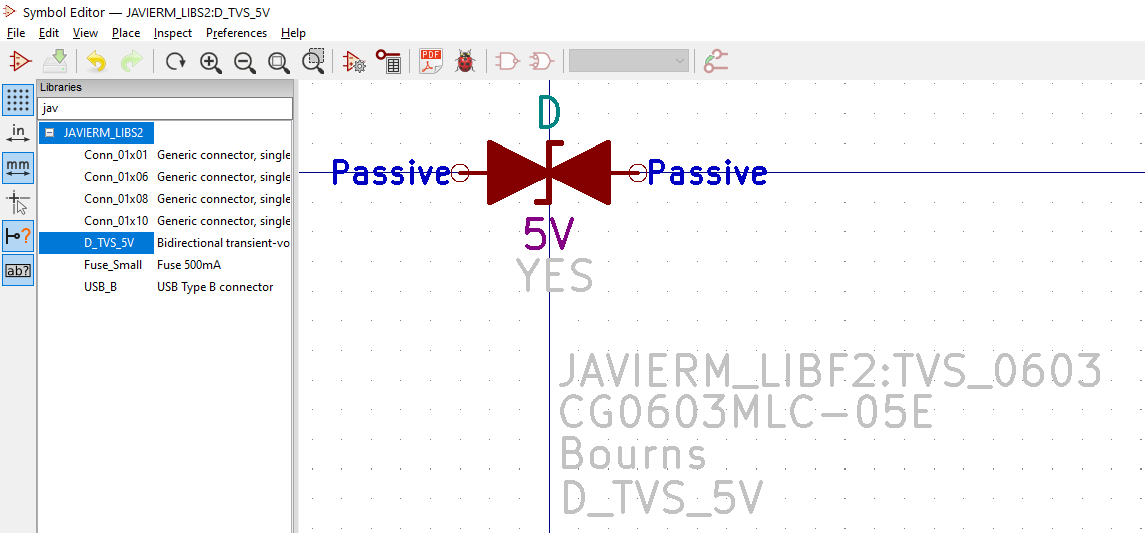 Symbol Editor — JAVIERM_LIBS2:D_TVS_5V
File Edit View Place Inspect Preferences Help
PDF
Libraries
in
jav
mm
JAVIERM_LIBS2
Conn_01x01 Generic connector, single
Conn_01x06 Generic connector, single
Conn_01x08 Generic connector, single
Conn_01x10 Generic connector, single
D_TVS_5V Bidirectional transient-vo
Fuse_Small Fuse 500mA
USB_B USB Type B connector
?
ab?
D
Passive Passive
5V
YES
JAVIERM_LIBF2:TVS_0603
CG0603MLC-05E
Bourns
D_TVS_5V